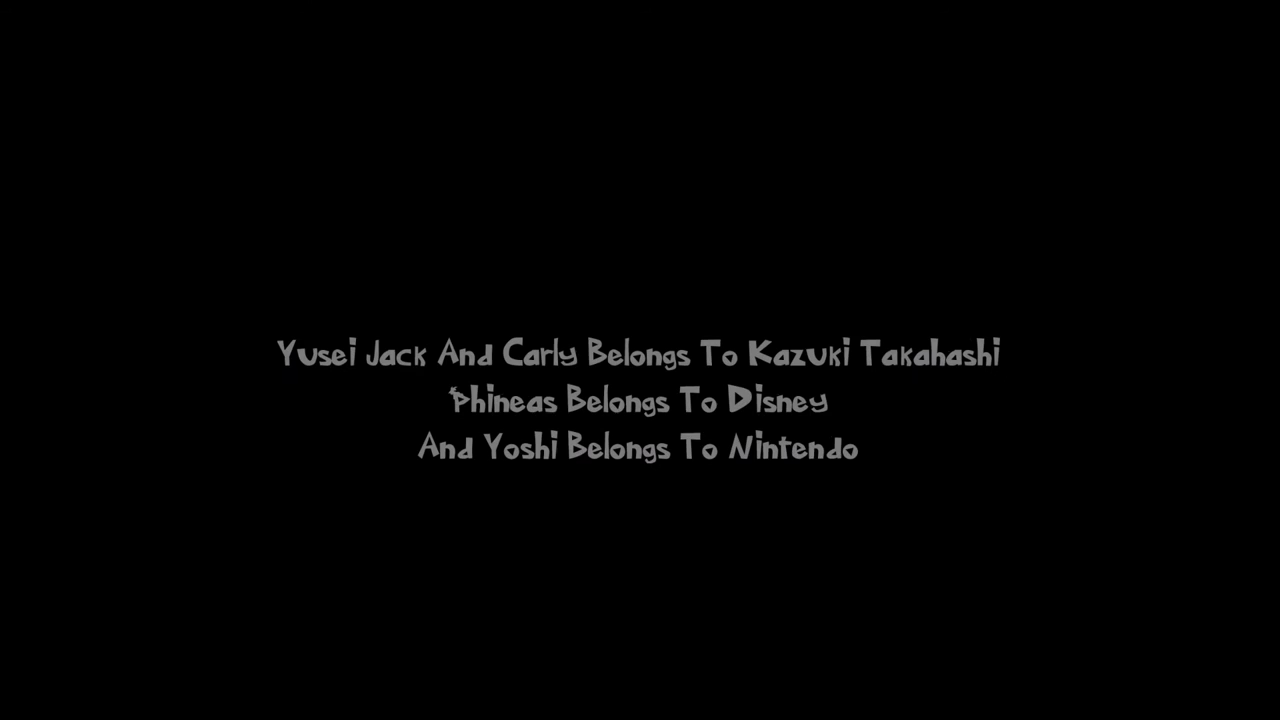 Yusei Jack And Carly Belongs To Kazuki Takahashi
Phineas Belongs To Disney
And Yoshi Belongs To Nintendo